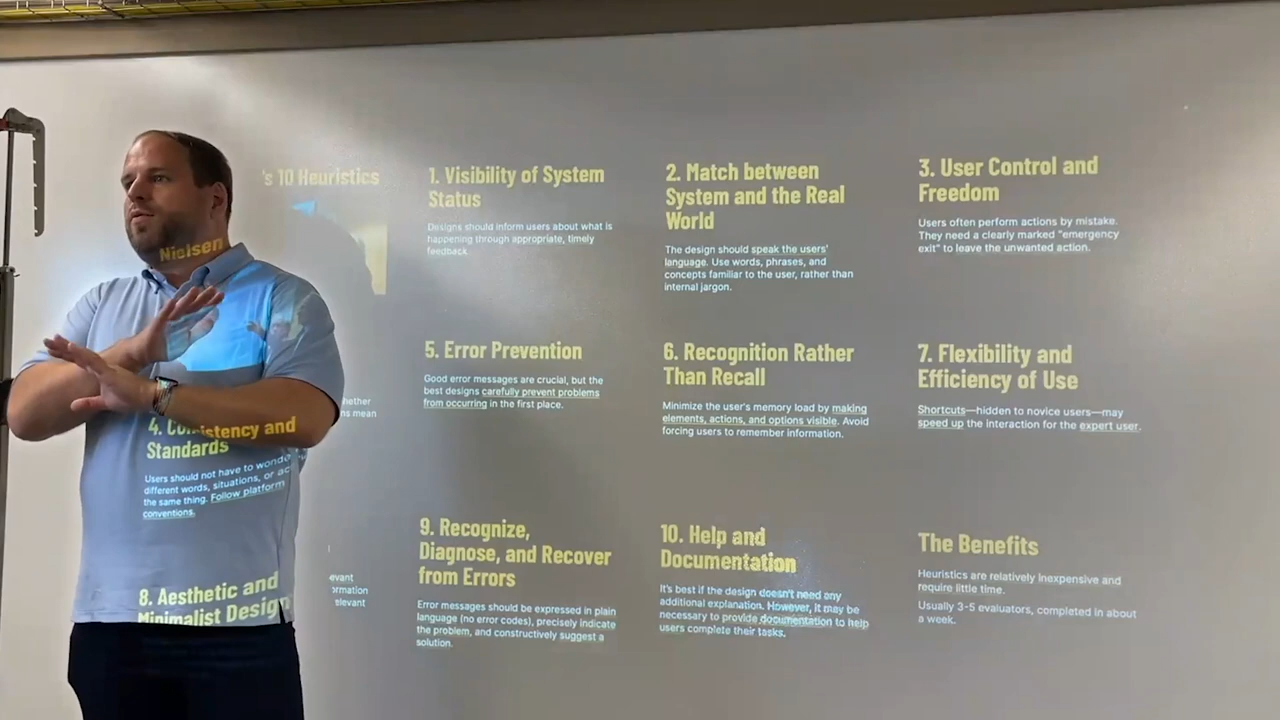 Nielsen's 10 Heuristics
1. Visibility of System
Status
Designs should inform users about what is
happening through appropriate, timely
feedback.
2. Match between
System and the Real
World
The design should speak the users'
language. Use words, phrases, and
concepts familiar to the user, rather than
internal jargon.
3. User Control and
Freedom
Users often perform actions by mistake.
They need a clearly marked "emergency
exit" to leave the unwanted action.
4. Consistency and
Standards
Users should not have to wonder
different words, situations, or
the same thing. Follow platform
conventions.
ns mean
5. Error Prevention
Good error messages are crucial, but the
best designs carefully prevent problems
from occurring in the first place.
6. Recognition Rather
Than Recall
Minimize the user's memory load by making
elements, actions, and options visible. Avoid
forcing users to remember information.
7. Flexibility and
Efficiency of Use
Shortcuts—hidden to novice users—may
speed up the interaction for the expert user.
8. Aesthetic and
Minimalist Design
evant
ormation
elevant
9. Recognize,
Diagnose, and Recover
from Errors
Error messages should be expressed in plain
language (no error codes), precisely indicate
the problem, and constructively suggest a
solution.
10. Help and
Documentation
It's best if the design doesn't need any
additional explanation. However, it may be
necessary to provide documentation to help
users complete their tasks.
The Benefits
Heuristics are relatively inexpensive and
require little time.
Usually 3-5 evaluators, completed in about
a week.